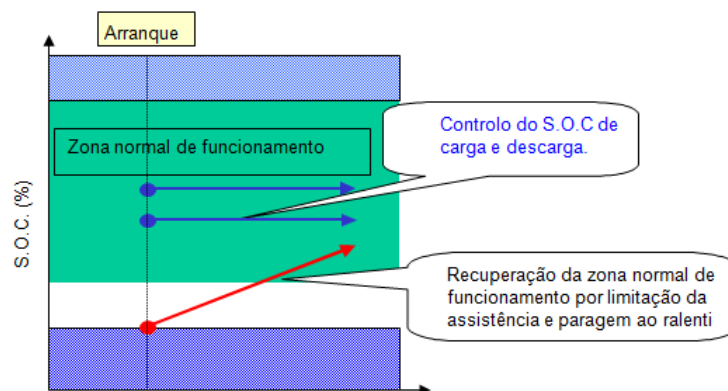 Arranque
Zona normal de funcionamento
Controlo do S.O.C de
carga e descarga.
S.O.C. (%)
Recuperação da zona normal de
funcionamento por limitação da
assistência e paragem ao ralenti